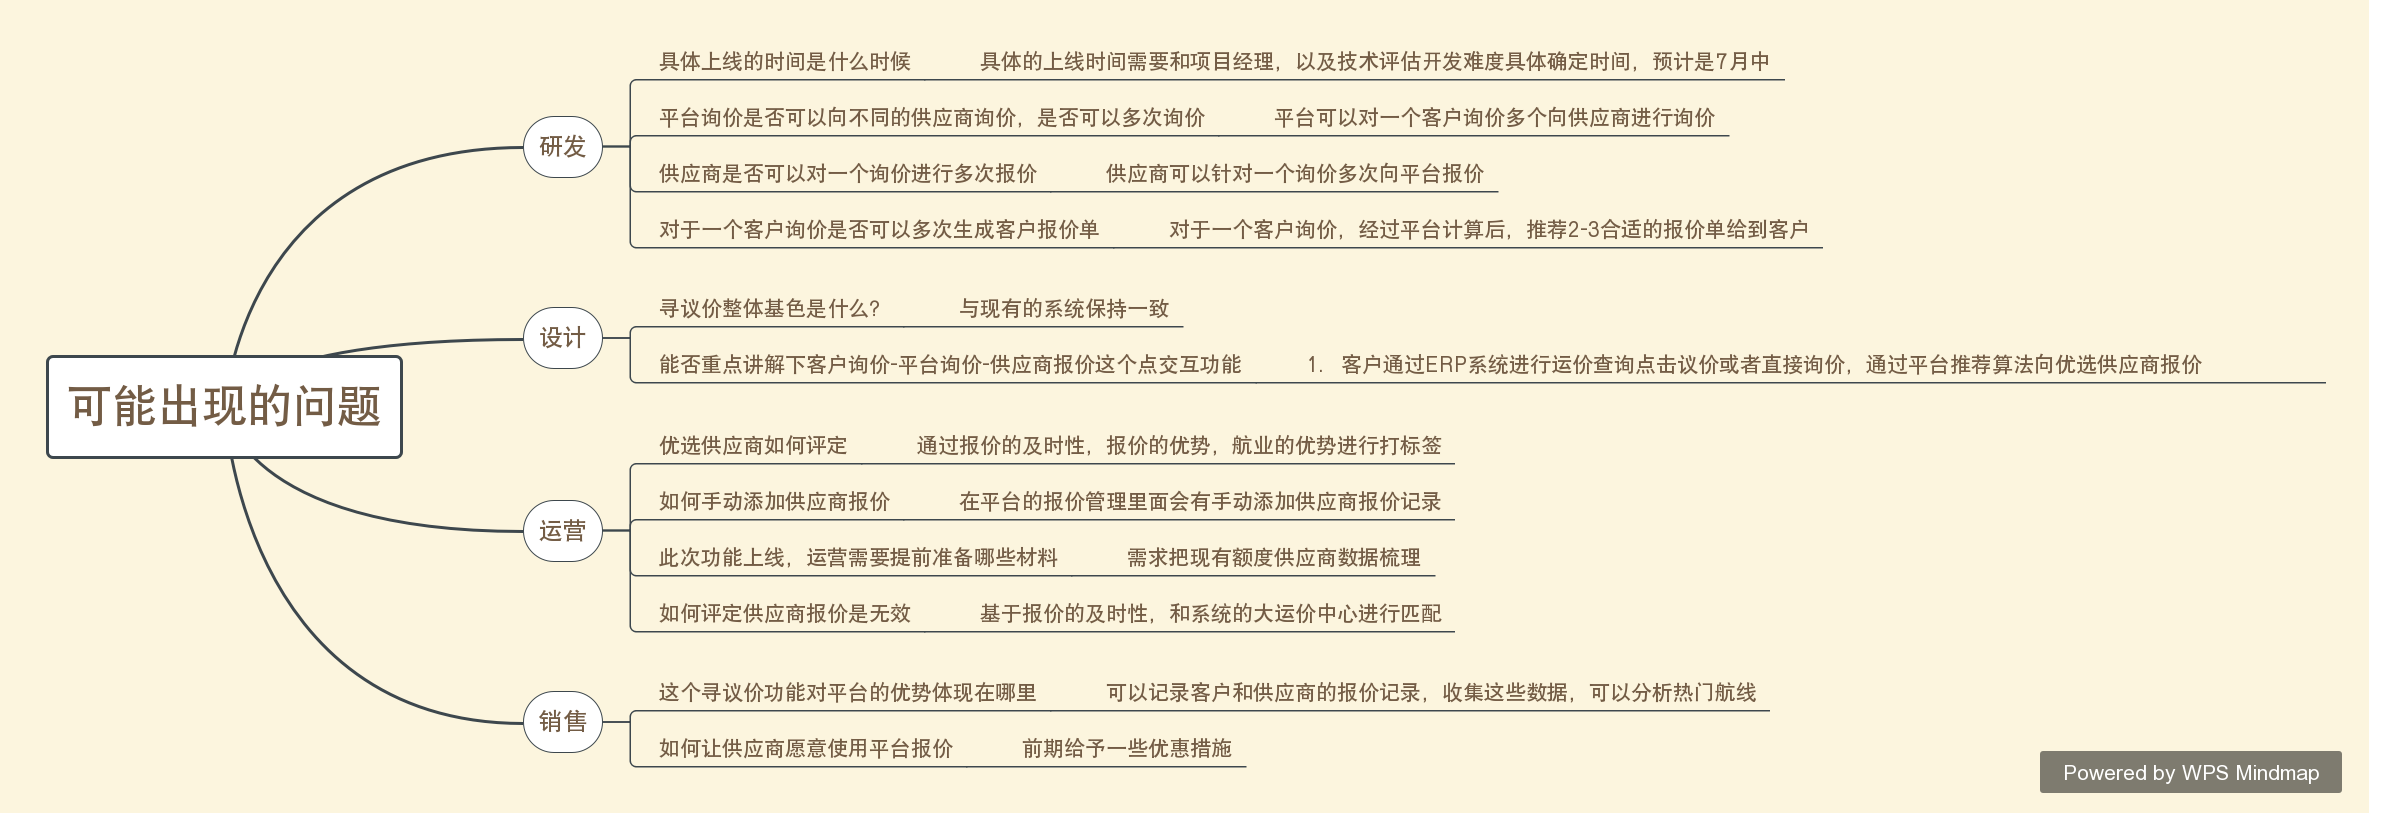 可能出现的问题
研发
具体上线的时间是什么时候
具体的上线时间需要和项目经理，以及技术评估开发难度具体确定时间，预计是7月中
平台询价是否可以向不同的供应商询价，是否可以多次询价
平台可以对一个客户询价多个向供应商进行询价
供应商是否可以对一个询价进行多次报价
供应商可以针对一个询价多次向平台报价
对于一个客户询价是否可以多次生成客户报价单
对于一个客户询价，经过平台计算后，推荐2-3合适的报价单给到客户
设计
寻议价整体基色是什么？
与现有的系统保持一致
能否重点讲解下客户询价-平台询价-供应商报价这个点交互功能
1. 客户通过ERP系统进行运价查询点击议价或者直接询价，通过平台推荐算法向优选供应商报价
运营
优选供应商如何评定
通过报价的及时性，报价的优势，航业的优势进行打标签
如何手动添加供应商报价
在平台的报价管理里面会有手动添加供应商报价记录
此次功能上线，运营需要提前准备哪些材料
需求把现有额度供应商数据梳理
如何评定供应商报价是无效
基于报价的及时性，和系统的大运价中心进行匹配
销售
这个寻议价功能对平台的优势体现在哪里
可以记录客户和供应商的报价记录，收集这些数据，可以分析热门航线
如何让供应商愿意使用平台报价
前期给予一些优惠措施
Powered by WPS Mindmap